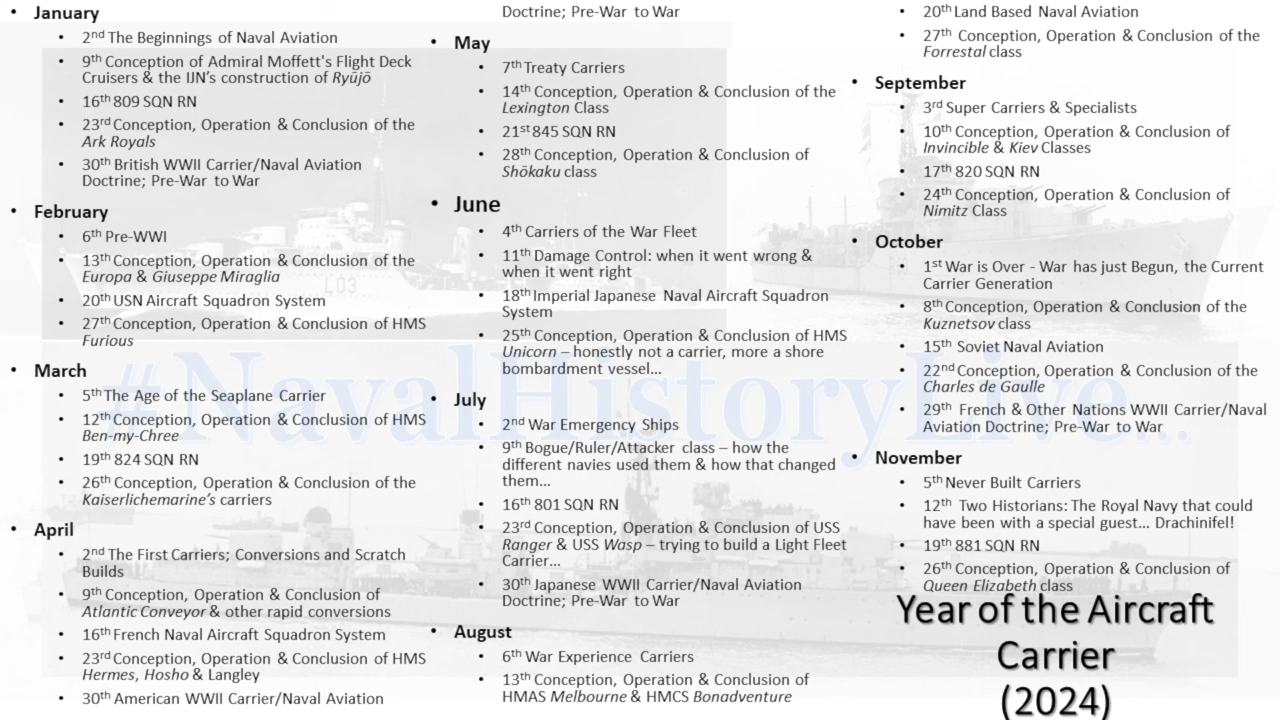 January
2nd The Beginnings of Naval Aviation
9th Conception of Admiral Moffett's Flight Deck
Cruisers & the IJN's construction of Ryūjō
16th 809 SQN RN
23rd Conception, Operation & Conclusion of the
Ark Royals
30th British WWII Carrier/Naval Aviation
Doctrine; Pre-War to War
February
6th Pre-WWI
13th Conception, Operation & Conclusion of the
Europa & Giuseppe Miraglia
20th USN Aircraft Squadron System
27th Conception, Operation & Conclusion of HMS
Furious
March
5th The Age of the Seaplane Carrier
12th Conception, Operation & Conclusion of HMS
Ben-my-Chree
19th 824 SQN RN
26th Conception, Operation & Conclusion of the
Kaiserlichemarine's carriers
April
2nd The First Carriers; Conversions and Scratch
Builds
9th Conception, Operation & Conclusion of
Atlantic Conveyor & other rapid conversions
16th French Naval Aircraft Squadron System
23rd Conception, Operation & Conclusion of HMS
Hermes, Hosho & Langley
30th American WWII Carrier/Naval Aviation
Doctrine; Pre-War to War
May
7th Treaty Carriers
14th Conception, Operation & Conclusion of the
Lexington Class
21st 845 SQN RN
28th Conception, Operation & Conclusion of
Shōkaku class
June
4th Carriers of the War Fleet
11th Damage Control: when it went wrong &
when it went right
18th Imperial Japanese Naval Aircraft Squadron
System
25th Conception, Operation & Conclusion of HMS
Unicorn – honestly not a carrier, more a shore
bombardment vessel...
July
2nd War Emergency Ships
9th Bogue/Ruler/Attacker class – how the
different navies used them & how that changed
them...
16th 801 SQN RN
23rd Conception, Operation & Conclusion of USS
Ranger & USS Wasp – trying to build a Light Fleet
Carrier...
30th Japanese WWII Carrier/Naval Aviation
Doctrine; Pre-War to War
August
6th War Experience Carriers
13th Conception, Operation & Conclusion of
HMAS Melbourne & HMCS Bonadventure
20th Land Based Naval Aviation
27th Conception, Operation & Conclusion of the
Forrestal class
September
3rd Super Carriers & Specialists
10th Conception, Operation & Conclusion of
Invincible & Kiev Classes
17th 820 SQN RN
24th Conception, Operation & Conclusion of
Nimitz Class
October
1st War is Over - War has just Begun, the Current
Carrier Generation
8th Conception, Operation & Conclusion of the
Kuznetsov class
15th Soviet Naval Aviation
22nd Conception, Operation & Conclusion of the
Charles de Gaulle
29th French & Other Nations WWII Carrier/Naval
Aviation Doctrine; Pre-War to War
November
5th Never Built Carriers
12th Two Historians: The Royal Navy that could
have been with a special guest... Drachinifel!
19th 881 SQN RN
26th Conception, Operation & Conclusion of
Queen Elizabeth class
Year of the Aircraft
Carrier
(2024)
#NavalHistoryLive...
L03